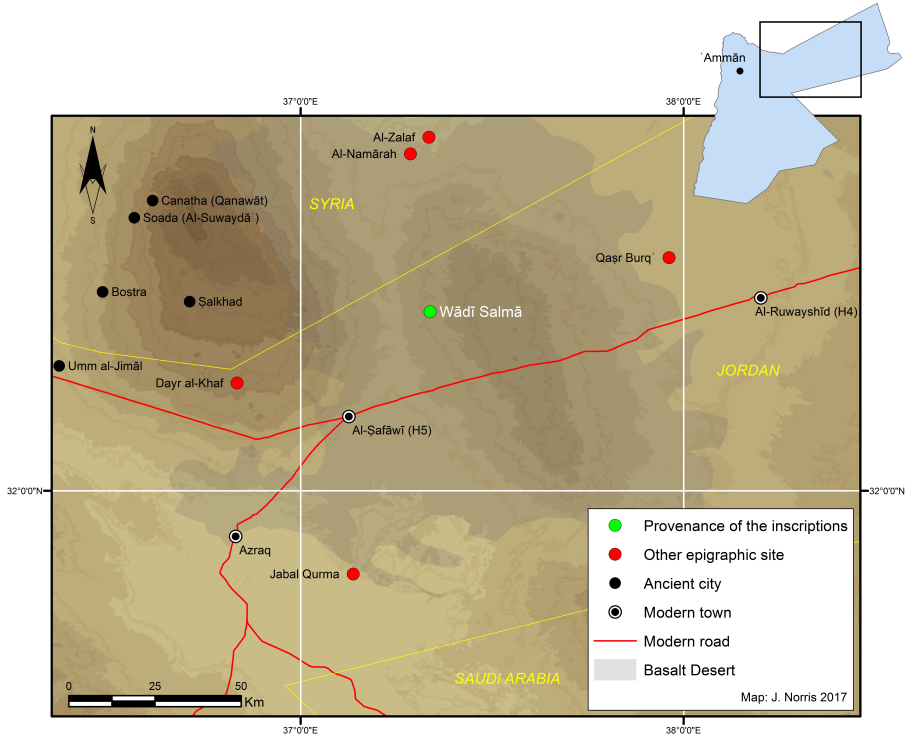 ʿAmmān
37°0'0"E
38°0'0"E
N
S
Al-Zalaf
Al-Namārah
Canatha (Qanawāt)
SYRIA
Soada (Al-Suwaydāʾ)
Qaṣr Burqʿ
Bostra
Ṣalkhad
Wādī Salmā
Al-Ruwayshīd (H4)
Umm al-Jimāl
JORDAN
Dayr al-Khaf
Al-Ṣafāwī (H5)
32°0'0"N
32°0'0"N
Azraq
Jabal Qurma
SAUDI ARABIA
Provenance of the inscriptions
Other epigraphic site
Ancient city
Modern town
Modern road
Basalt Desert
Map: J. Norris 2017
0 25 50
Km
37°0'0"E
38°0'0"E